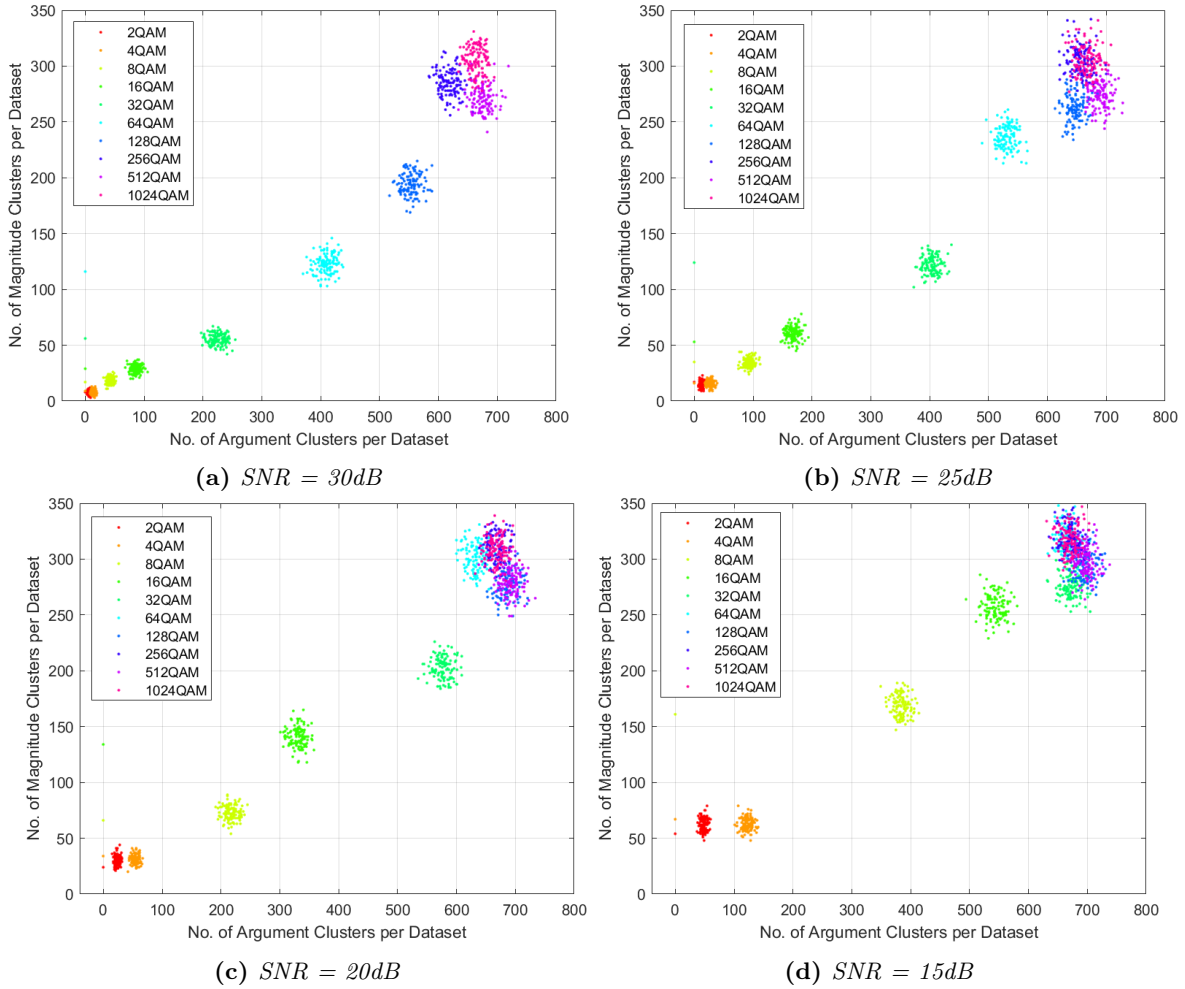 350
300
250
200
150
100
50
0
No. of Magnitude Clusters per Dataset
2QAM
4QAM
8QAM
16QAM
32QAM
64QAM
128QAM
256QAM
512QAM
1024QAM
0 100 200 300 400 500 600 700 800
No. of Argument Clusters per Dataset
(a) SNR = 30dB
350
300
250
200
150
100
50
0
No. of Magnitude Clusters per Dataset
2QAM
4QAM
8QAM
16QAM
32QAM
64QAM
128QAM
256QAM
512QAM
1024QAM
0 100 200 300 400 500 600 700 800
No. of Argument Clusters per Dataset
(b) SNR = 25dB
350
300
250
200
150
100
50
0
No. of Magnitude Clusters per Dataset
2QAM
4QAM
8QAM
16QAM
32QAM
64QAM
128QAM
256QAM
512QAM
1024QAM
0 100 200 300 400 500 600 700 800
No. of Argument Clusters per Dataset
(c) SNR = 20dB
350
300
250
200
150
100
50
0
No. of Magnitude Clusters per Dataset
2QAM
4QAM
8QAM
16QAM
32QAM
64QAM
128QAM
256QAM
512QAM
1024QAM
0 100 200 300 400 500 600 700 800
No. of Argument Clusters per Dataset
(d) SNR = 15dB